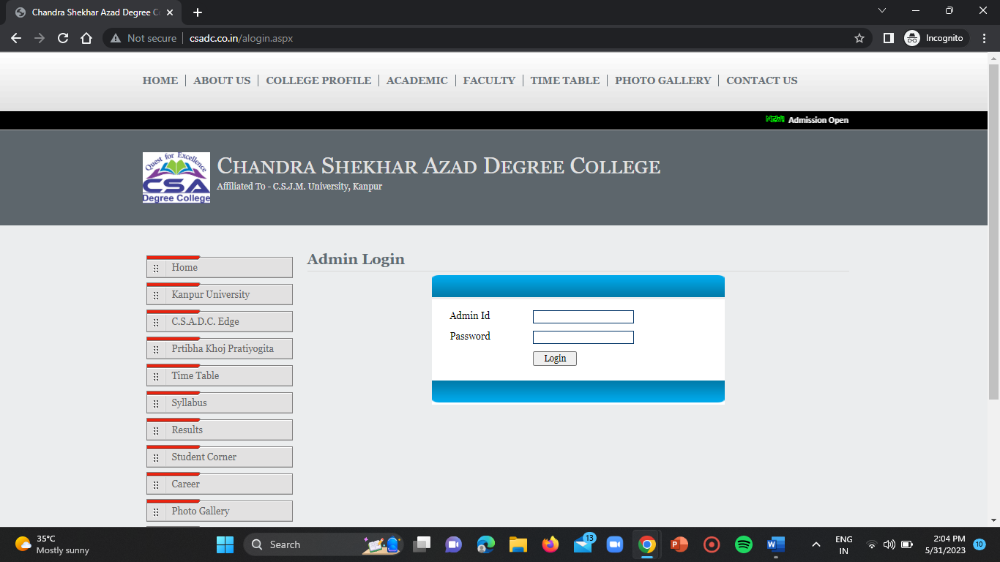 Chandra Shekhar Azad Degree C
Not secure csadc.co.in/alogin.aspx
Incognito
HOME ABOUT US COLLEGE PROFILE ACADEMIC FACULTY TIME TABLE PHOTO GALLERY CONTACT US
NEW! Admission Open
Quest for Excellence
CSA
Degree College
CHANDRA SHEKHAR AZAD DEGREE COLLEGE
Affiliated To - C.S.J.M. University, Kanpur
Home
Kanpur University
C.S.A.D.C. Edge
Prtibha Khoj Pratiyogita
Time Table
Syllabus
Results
Student Corner
Career
Photo Gallery
Admin Login
Admin Id
Password
Login
35°C
Mostly sunny
Search
13
ENG
IN
2:04 PM
5/31/2023
10